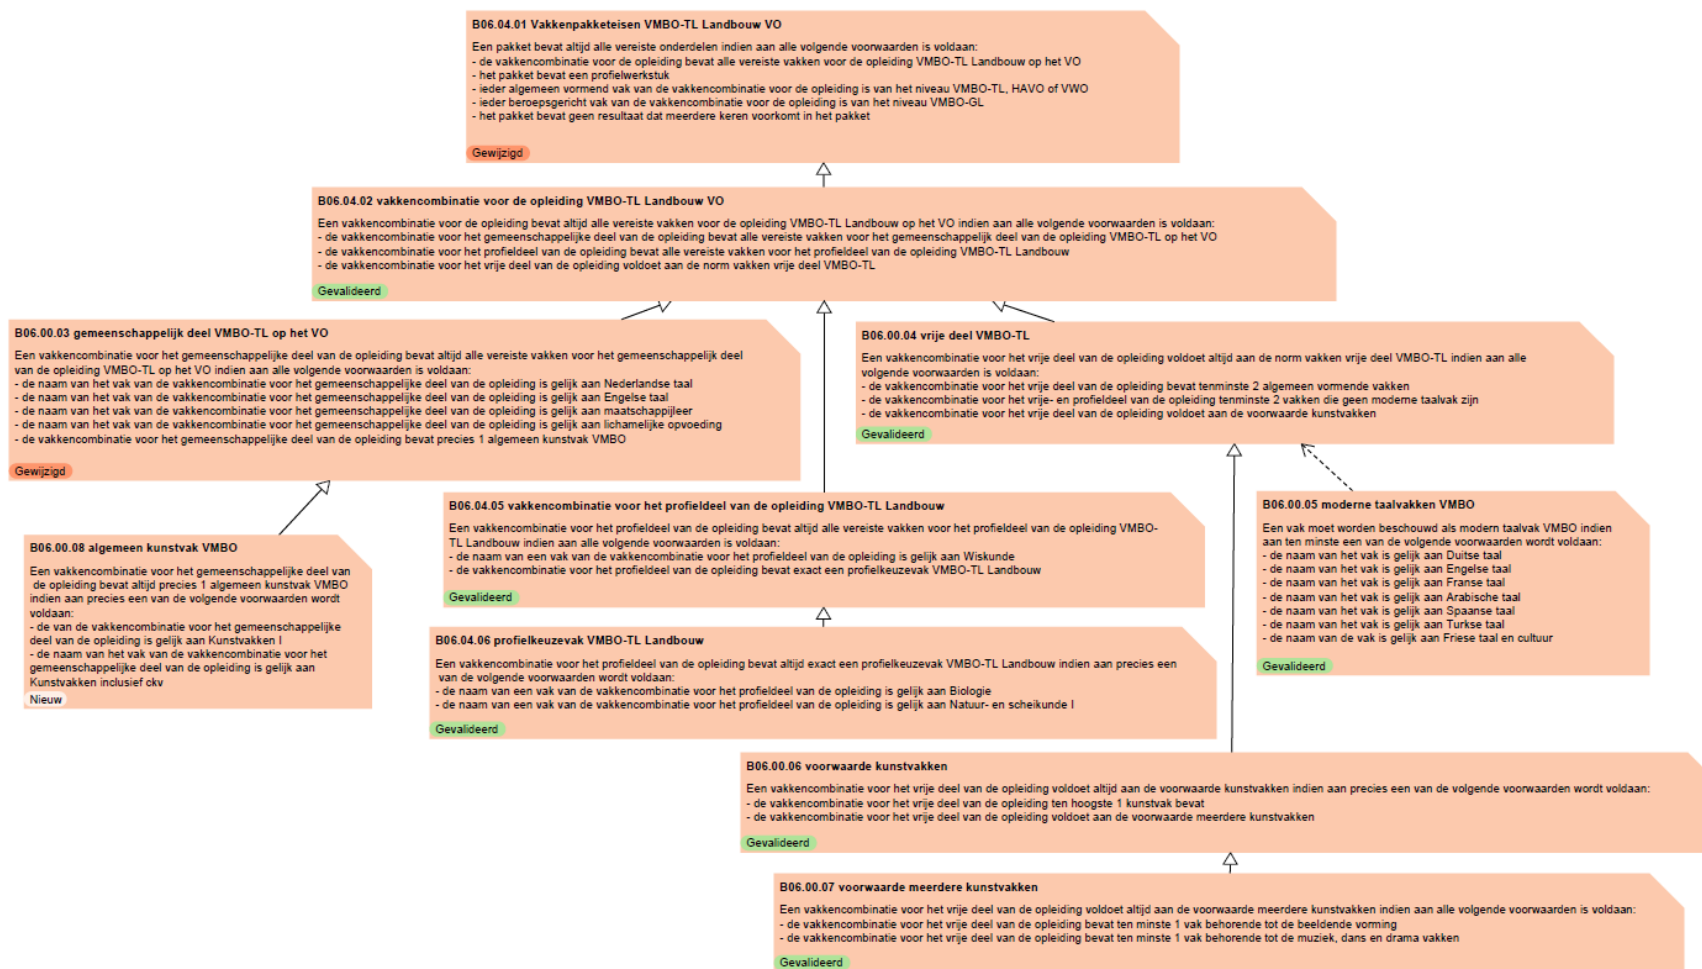 B06.04.01 Vakkenpakketeisen VMBO-TL Landbouw VO
Een pakket bevat altijd alle vereiste onderdelen indien aan alle volgende voorwaarden is voldaan:
- de vakkencombinatie voor de opleiding bevat alle vereiste vakken voor de opleiding VMBO-TL Landbouw op het VO
- het pakket bevat een profielwerkstuk
- ieder algemeen vormend vak van de vakkencombinatie voor de opleiding is van het niveau VMBO-TL, HAVO of VWO
- ieder beroepsgericht vak van de vakkencombinatie voor de opleiding is van het niveau VMBO-GL
- het pakket bevat geen resultaat dat meerdere keren voorkomt in het pakket
Gewijzigd
B06.04.02 vakkencombinatie voor de opleiding VMBO-TL Landbouw VO
Een vakkencombinatie voor de opleiding bevat altijd alle vereiste vakken voor de opleiding VMBO-TL Landbouw op het VO indien aan alle volgende voorwaarden is voldaan:
- de vakkencombinatie voor het gemeenschappelijke deel van de opleiding bevat alle vereiste vakken voor het gemeenschappelijk deel van de opleiding VMBO-TL op het VO
- de vakkencombinatie voor het profieldeel van de opleiding bevat alle vereiste vakken voor het profieldeel van de opleiding VMBO-TL Landbouw
- de vakkencombinatie voor het vrije deel van de opleiding voldoet aan de norm vakken vrije deel VMBO-TL
Gevalideerd
B06.00.03 gemeenschappelijk deel VMBO-TL op het VO
Een vakkencombinatie voor het gemeenschappelijke deel van de opleiding bevat altijd alle vereiste vakken voor het gemeenschappelijk deel
van de opleiding VMBO-TL op het VO indien aan alle volgende voorwaarden is voldaan:
- de naam van het vak van de vakkencombinatie voor het gemeenschappelijke deel van de opleiding is gelijk aan Nederlandse taal
- de naam van het vak van de vakkencombinatie voor het gemeenschappelijke deel van de opleiding is gelijk aan Engelse taal
- de naam van het vak van de vakkencombinatie voor het gemeenschappelijke deel van de opleiding is gelijk aan maatschappijleer
- de naam van het vak van de vakkencombinatie voor het gemeenschappelijke deel van de opleiding is gelijk aan lichamelijke opvoeding
- de vakkencombinatie voor het gemeenschappelijke deel van de opleiding bevat precies 1 algemeen kunstvak VMBO
Gewijzigd
B06.00.04 vrije deel VMBO-TL
Een vakkencombinatie voor het vrije deel van de opleiding voldoet altijd aan de norm vakken vrije deel VMBO-TL indien aan alle
volgende voorwaarden is voldaan:
- de vakkencombinatie voor het vrije deel van de opleiding bevat tenminste 2 algemeen vormende vakken
- de vakkencombinatie voor het vrije- en profieldeel van de opleiding tenminste 2 vakken die geen moderne taalvak zijn
- de vakkencombinatie voor het vrije deel van de opleiding voldoet aan de voorwaarde kunstvakken
Gevalideerd
B06.00.08 algemeen kunstvak VMBO
Een vakkencombinatie voor het gemeenschappelijke deel van
de opleiding bevat altijd precies 1 algemeen kunstvak VMBO
indien aan precies een van de volgende voorwaarden wordt
voldaan:
- de van de vakkencombinatie voor het gemeenschappelijke
deel van de opleiding is gelijk aan Kunstvakken I
- de naam van het vak van de vakkencombinatie voor het
gemeenschappelijke deel van de opleiding is gelijk aan
Kunstvakken inclusief ckv
Nieuw
B06.04.05 vakkencombinatie voor het profieldeel van de opleiding VMBO-TL Landbouw
Een vakkencombinatie voor het profieldeel van de opleiding bevat altijd alle vereiste vakken voor het profieldeel van de opleiding VMBO-
TL Landbouw indien aan alle volgende voorwaarden is voldaan:
- de naam van een vak van de vakkencombinatie voor het profieldeel van de opleiding is gelijk aan Wiskunde
- de vakkencombinatie voor het profieldeel van de opleiding bevat exact een profielkeuzevak VMBO-TL Landbouw
Gevalideerd
B06.00.05 moderne taalvakken VMBO
Een vak moet worden beschouwd als modern taalvak VMBO indien
aan ten minste een van de volgende voorwaarden wordt voldaan:
- de naam van het vak is gelijk aan Duitse taal
- de naam van het vak is gelijk aan Engelse taal
- de naam van het vak is gelijk aan Franse taal
- de naam van het vak is gelijk aan Arabische taal
- de naam van het vak is gelijk aan Spaanse taal
- de naam van het vak is gelijk aan Turkse taal
- de naam van de vak is gelijk aan Friese taal en cultuur
Gevalideerd
B06.04.06 profielkeuzevak VMBO-TL Landbouw
Een vakkencombinatie voor het profieldeel van de opleiding bevat altijd exact een profielkeuzevak VMBO-TL Landbouw indien aan precies een
van de volgende voorwaarden wordt voldaan:
- de naam van een vak van de vakkencombinatie voor het profieldeel van de opleiding is gelijk aan Biologie
- de naam van een vak van de vakkencombinatie voor het profieldeel van de opleiding is gelijk aan Natuur- en scheikunde I
Gevalideerd
B06.00.06 voorwaarde kunstvakken
Een vakkencombinatie voor het vrije deel van de opleiding voldoet altijd aan de voorwaarde kunstvakken indien aan precies een van de volgende voorwaarden wordt voldaan:
- de vakkencombinatie voor het vrije deel van de opleiding ten hoogste 1 kunstvak bevat
- de vakkencombinatie voor het vrije deel van de opleiding voldoet aan de voorwaarde meerdere kunstvakken
Gevalideerd
B06.00.07 voorwaarde meerdere kunstvakken
Een vakkencombinatie voor het vrije deel van de opleiding voldoet altijd aan de voorwaarde meerdere kunstvakken indien aan alle volgende voorwaarden is voldaan:
- de vakkencombinatie voor het vrije deel van de opleiding bevat ten minste 1 vak behorende tot de beeldende vorming
- de vakkencombinatie voor het vrije deel van de opleiding bevat ten minste 1 vak behorende tot de muziek, dans en drama vakken
Gevalideerd